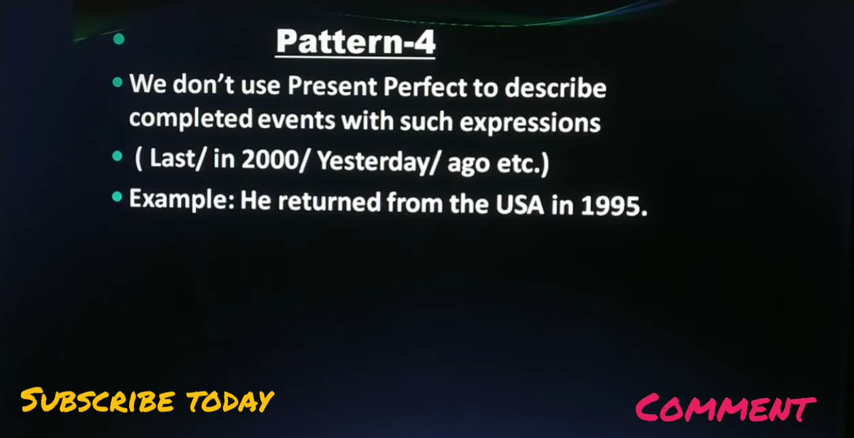 Pattern-4
We don't use Present Perfect to describe
completed events with such expressions
( Last/ in 2000/ Yesterday/ ago etc.)
Example: He returned from the USA in 1995.
SUBSCRIBE TODAY
COMMENT